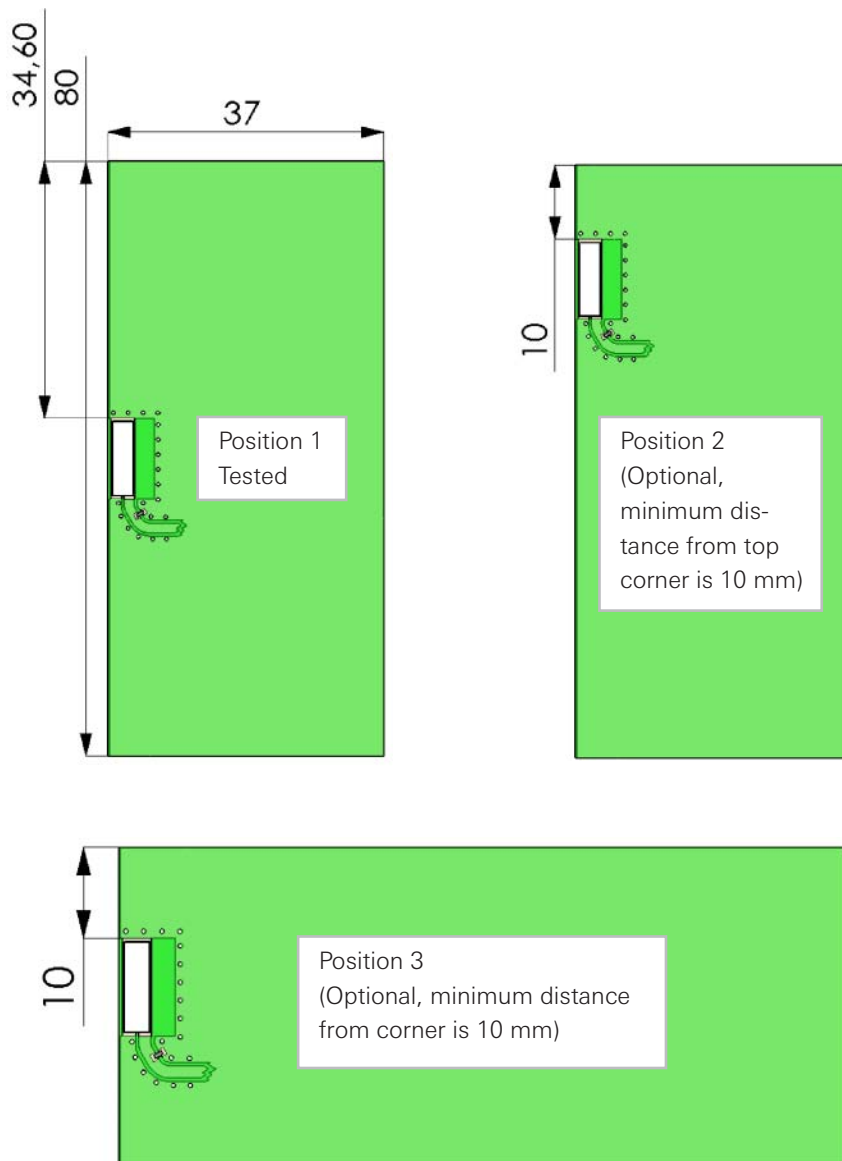 34,60
80
37
Position 1
Tested
10
Position 2
(Optional,
minimum dis-
tance from top
corner is 10 mm)
10
Position 3
(Optional, minimum distance
from corner is 10 mm)